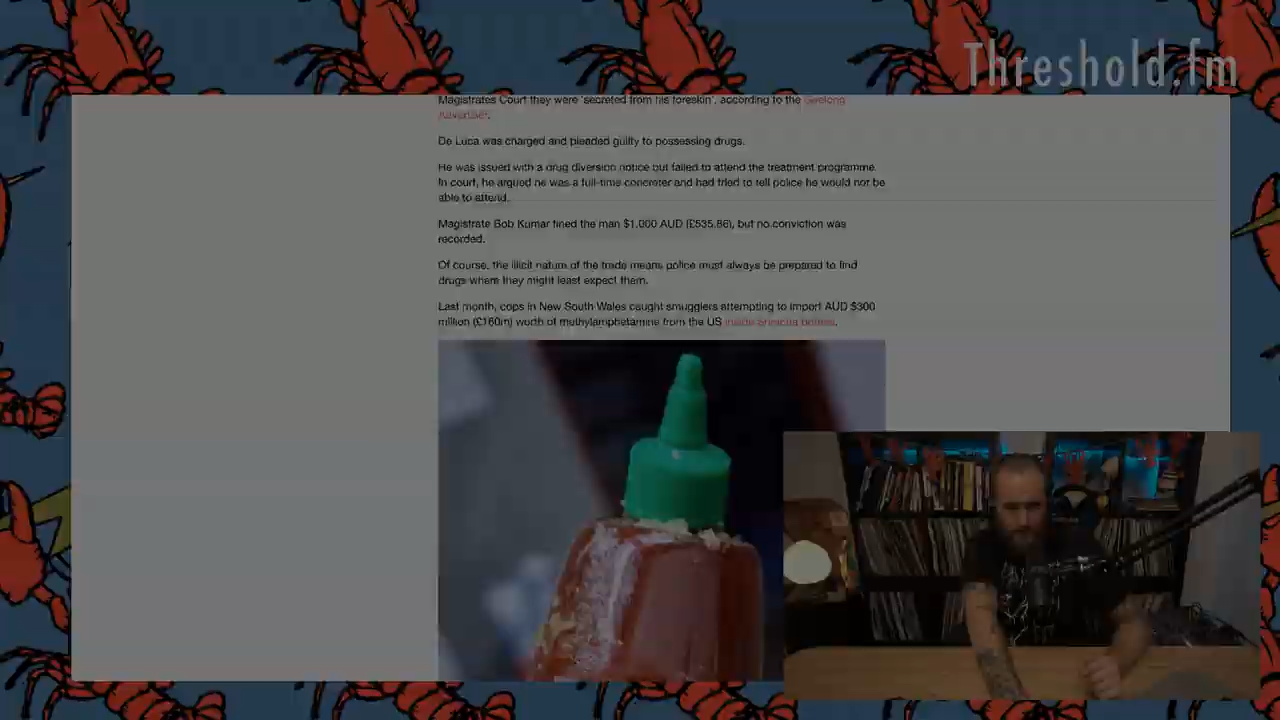 Threshold.fm
Magistrates Court they were 'secreted from his foreskin', according to the Geelong
Advertiser.
De Luca was charged and pleaded guilty to possessing drugs.
He was issued with a drug diversion notice but failed to attend the treatment programme.
In court, he argued he was a full-time concreter and had tried to tell police he would not be
able to attend.
Magistrate Bob Kumar fined the man $1,000 AUD (£535.86), but no conviction was
recorded.
Of course, the illicit nature of the trade means police must always be prepared to find
drugs where they might least expect them.
Last month, cops in New South Wales caught smugglers attempting to import AUD $300
million (£160m) worth of methylamphetamine from the US inside sriracha bottles.